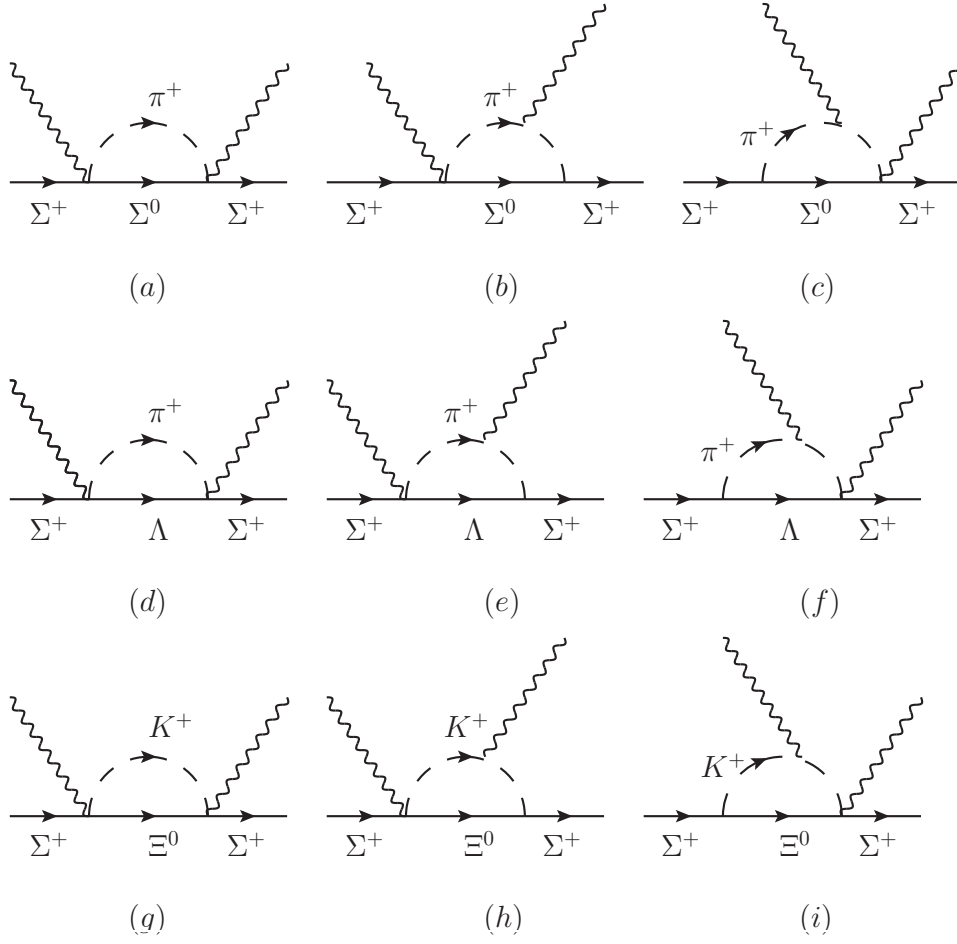 π⁺ π⁺ π⁺
Σ⁺ Σ⁰ Σ⁺ Σ⁺ Σ⁰ Σ⁺ Σ⁺ Σ⁰ Σ⁺
(a) (b) (c)
π⁺ π⁺ π⁺
Σ⁺ Λ Σ⁺ Σ⁺ Λ Σ⁺ Σ⁺ Λ Σ⁺
(d) (e) (f)
K⁺ K⁺ K⁺
Σ⁺ Ξ⁰ Σ⁺ Σ⁺ Ξ⁰ Σ⁺ Σ⁺ Ξ⁰ Σ⁺
(g) (h) (i)